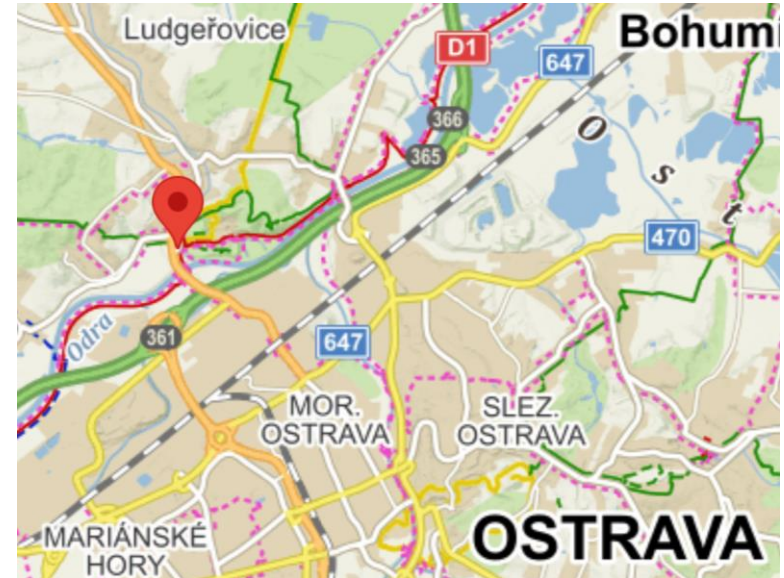 Ludgeřovice
Bohumí
D1
647
366
365
O s t
470
Odra
361
647
MOR.
OSTRAVA
SLEZ.
OSTRAVA
MARIÁNSKÉ
HORY
OSTRAVA